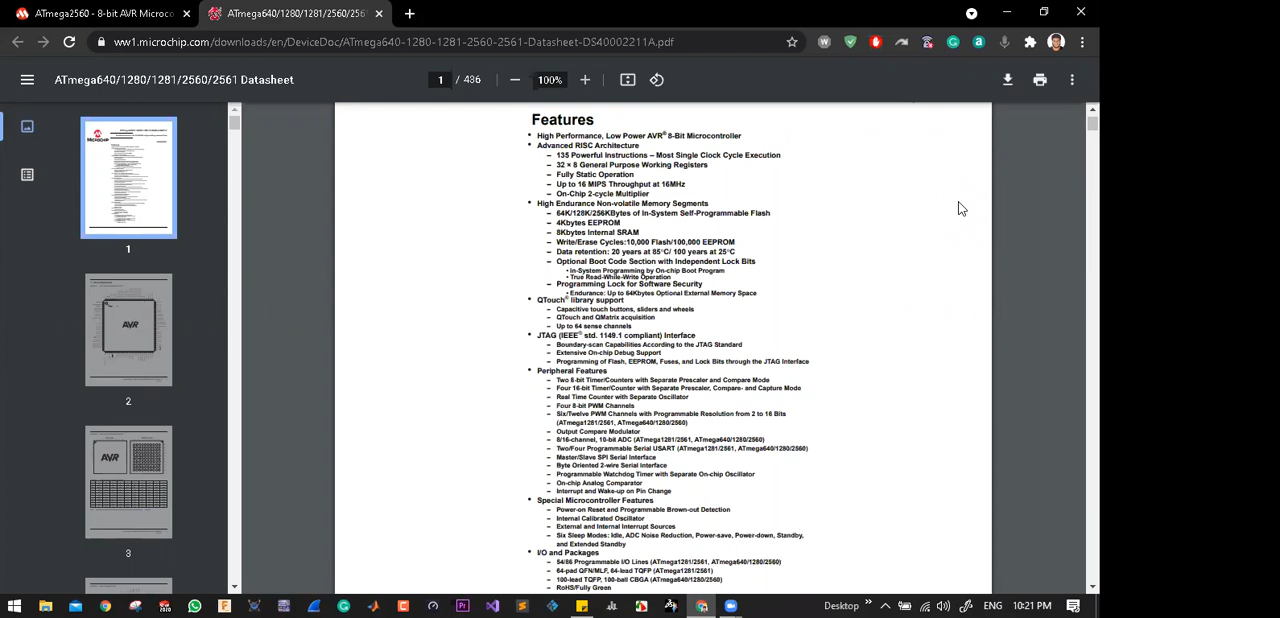 ATmega2560 - 8-bit AVR Microco
ATmega640/1280/1281/2560/2561
ww1.microchip.com/downloads/en/DeviceDoc/ATmega640-1280-1281-2560-2561-Datasheet-DS40002211A.pdf
ATmega640/1280/1281/2560/2561 Datasheet
1 / 436
100%
Features
• High Performance, Low Power AVR® 8-Bit Microcontroller
• Advanced RISC Architecture
– 135 Powerful Instructions – Most Single Clock Cycle Execution
– 32 × 8 General Purpose Working Registers
– Fully Static Operation
– Up to 16 MIPS Throughput at 16MHz
– On-Chip 2-cycle Multiplier
• High Endurance Non-volatile Memory Segments
– 64K/128K/256KBytes of In-System Self-Programmable Flash
– 4Kbytes EEPROM
– 8Kbytes Internal SRAM
– Write/Erase Cycles:10,000 Flash/100,000 EEPROM
– Data retention: 20 years at 85°C/ 100 years at 25°C
– Optional Boot Code Section with Independent Lock Bits
• In-System Programming by On-chip Boot Program
• True Read-While-Write Operation
– Programming Lock for Software Security
• Endurance: Up to 64Kbytes Optional External Memory Space
• QTouch® library support
– Capacitive touch buttons, sliders and wheels
– QTouch and QMatrix acquisition
– Up to 64 sense channels
• JTAG (IEEE® std. 1149.1 compliant) Interface
– Boundary-scan Capabilities According to the JTAG Standard
– Extensive On-chip Debug Support
– Programming of Flash, EEPROM, Fuses, and Lock Bits through the JTAG Interface
• Peripheral Features
– Two 8-bit Timer/Counters with Separate Prescaler and Compare Mode
– Four 16-bit Timer/Counter with Separate Prescaler, Compare- and Capture Mode
– Real Time Counter with Separate Oscillator
– Four 8-bit PWM Channels
– Six/Twelve PWM Channels with Programmable Resolution from 2 to 16 Bits
(ATmega1281/2561, ATmega640/1280/2560)
– Output Compare Modulator
– 8/16-channel, 10-bit ADC (ATmega1281/2561, ATmega640/1280/2560)
– Two/Four Programmable Serial USART (ATmega1281/2561, ATmega640/1280/2560)
– Master/Slave SPI Serial Interface
– Byte Oriented 2-wire Serial Interface
– Programmable Watchdog Timer with Separate On-chip Oscillator
– On-chip Analog Comparator
– Interrupt and Wake-up on Pin Change
• Special Microcontroller Features
– Power-on Reset and Programmable Brown-out Detection
– Internal Calibrated Oscillator
– External and Internal Interrupt Sources
– Six Sleep Modes: Idle, ADC Noise Reduction, Power-save, Power-down, Standby,
and Extended Standby
• I/O and Packages
– 54/86 Programmable I/O Lines (ATmega1281/2561, ATmega640/1280/2560)
– 64-pad QFN/MLF, 64-lead TQFP (ATmega1281/2561)
– 100-lead TQFP, 100-ball CBGA (ATmega640/1280/2560)
– RoHS/Fully Green
MICROCHIP
1
AVR
2
AVR
3
Desktop
ENG
10:21 PM